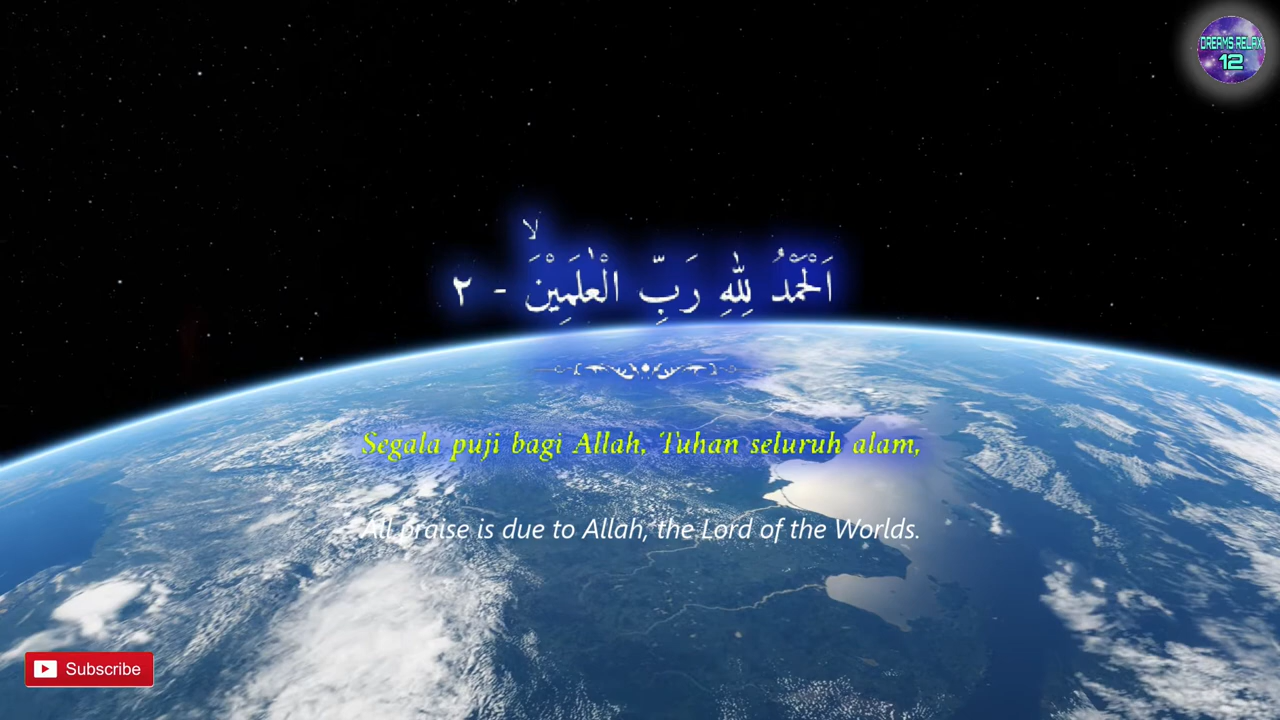 DREAMS RELAX
12
اَلْحَمْدُ لِلّٰهِ رَبِّ الْعٰلَمِيْنَۙ - ٢
Segala puji bagi Allah, Tuhan seluruh alam,
All praise is due to Allah, the Lord of the Worlds.
Subscribe